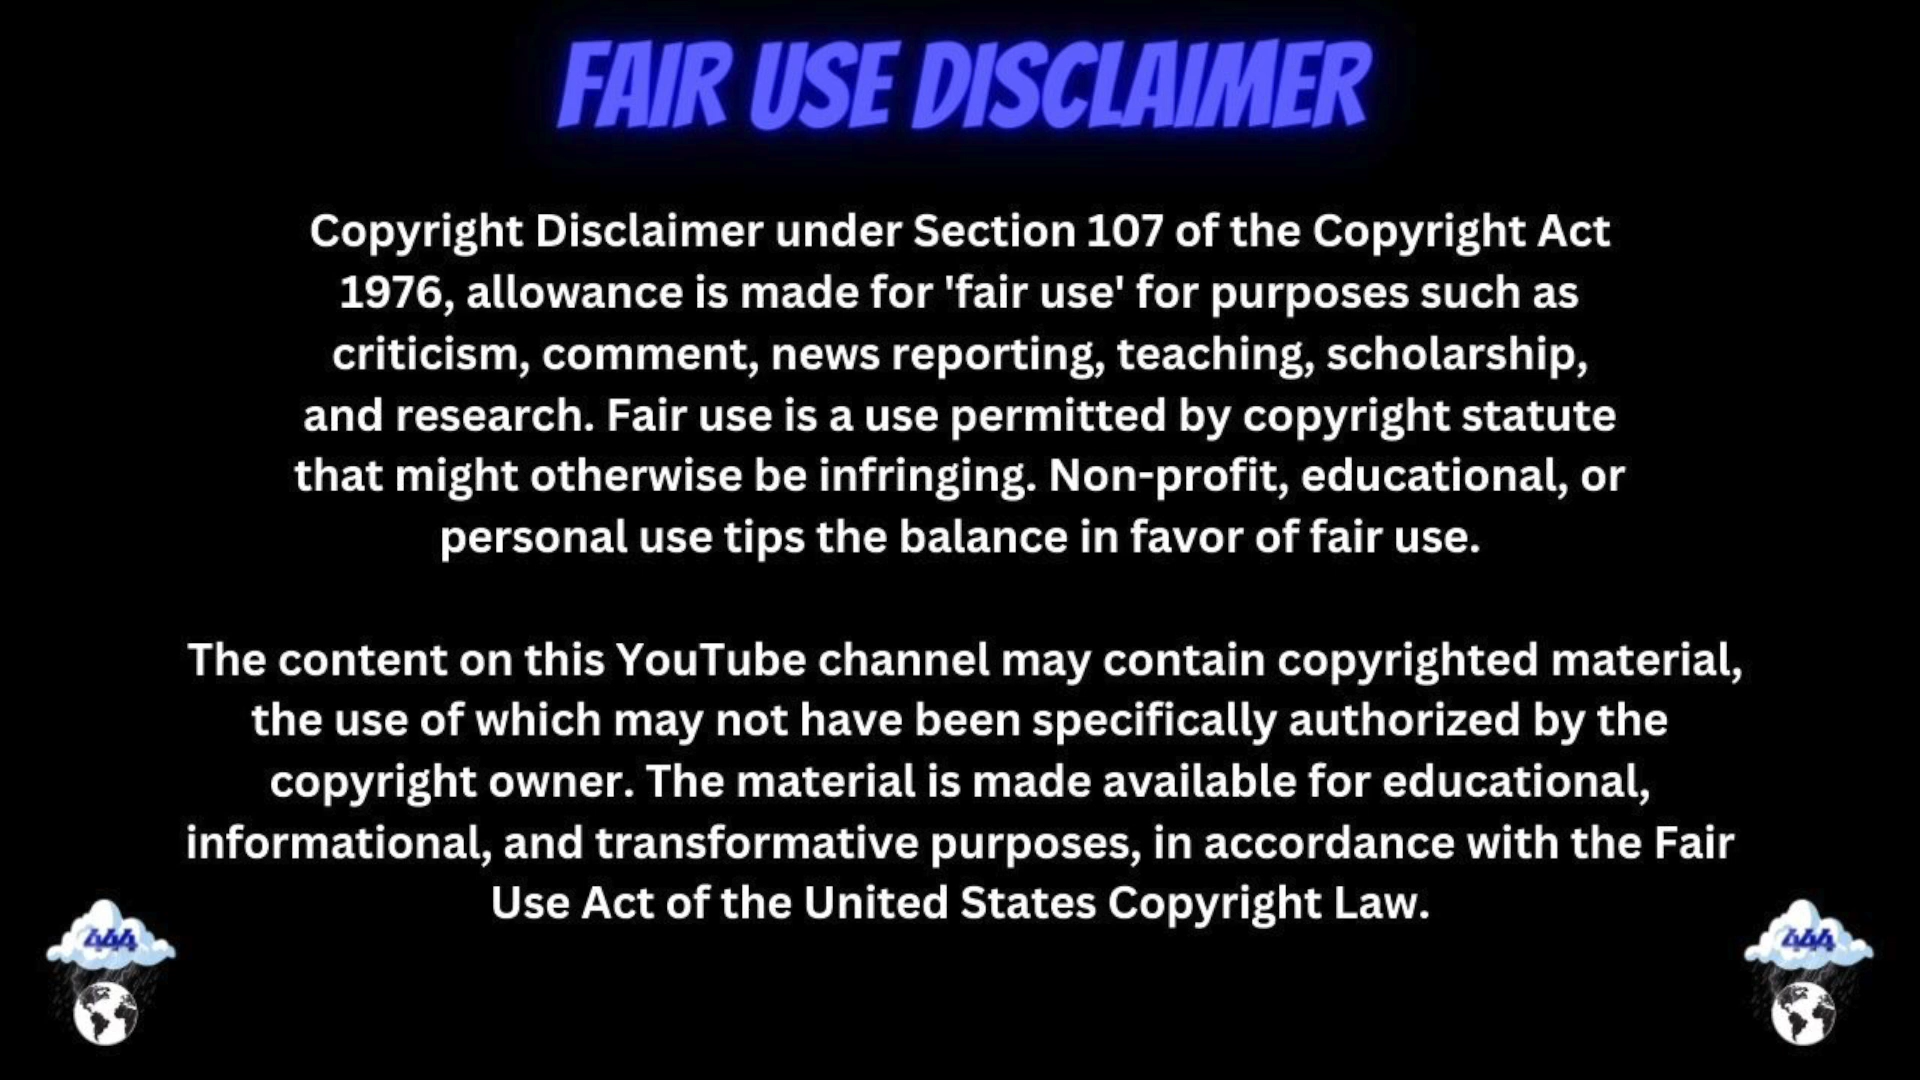 FAIR USE DISCLAIMER
Copyright Disclaimer under Section 107 of the Copyright Act
1976, allowance is made for 'fair use' for purposes such as
criticism, comment, news reporting, teaching, scholarship,
and research. Fair use is a use permitted by copyright statute
that might otherwise be infringing. Non-profit, educational, or
personal use tips the balance in favor of fair use.
The content on this YouTube channel may contain copyrighted material,
the use of which may not have been specifically authorized by the
copyright owner. The material is made available for educational,
informational, and transformative purposes, in accordance with the Fair
Use Act of the United States Copyright Law.
444
444